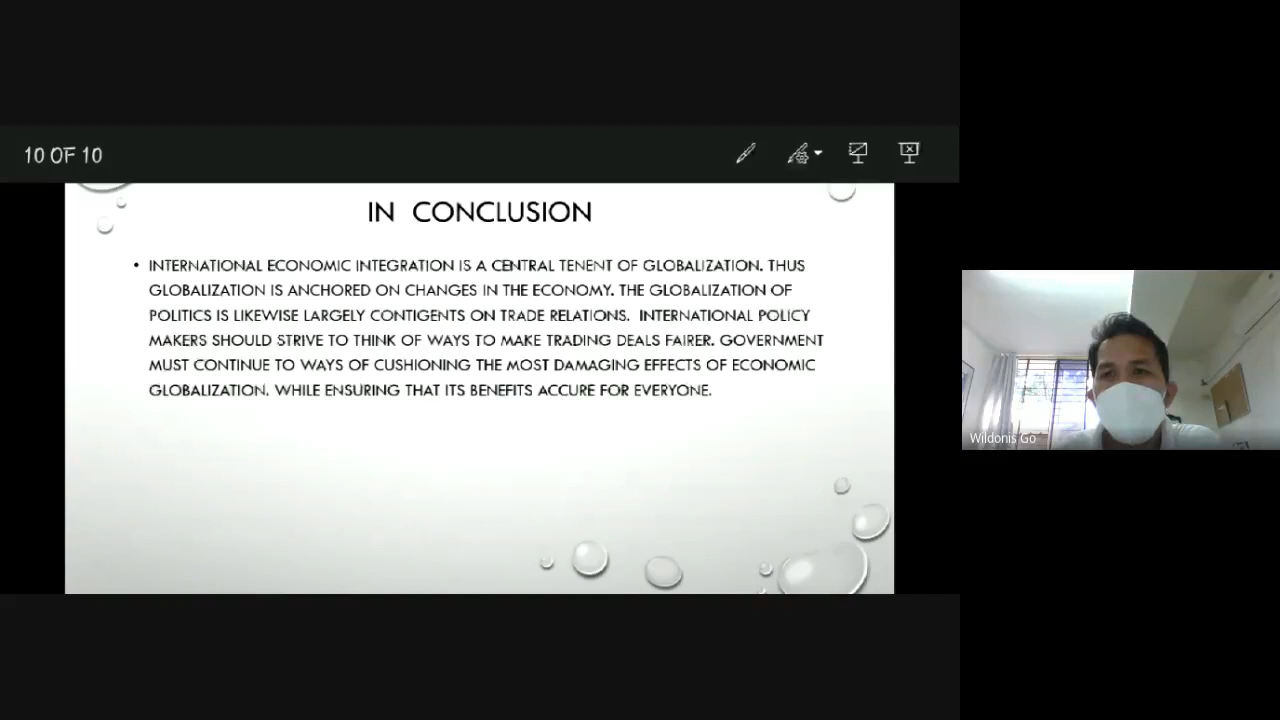 10 OF 10
IN CONCLUSION
• INTERNATIONAL ECONOMIC INTEGRATION IS A CENTRAL TENENT OF GLOBALIZATION. THUS
GLOBALIZATION IS ANCHORED ON CHANGES IN THE ECONOMY. THE GLOBALIZATION OF
POLITICS IS LIKEWISE LARGELY CONTIGENTS ON TRADE RELATIONS. INTERNATIONAL POLICY
MAKERS SHOULD STRIVE TO THINK OF WAYS TO MAKE TRADING DEALS FAIRER. GOVERNMENT
MUST CONTINUE TO WAYS OF CUSHIONING THE MOST DAMAGING EFFECTS OF ECONOMIC
GLOBALIZATION. WHILE ENSURING THAT ITS BENEFITS ACCURE FOR EVERYONE.
Wildonis Go